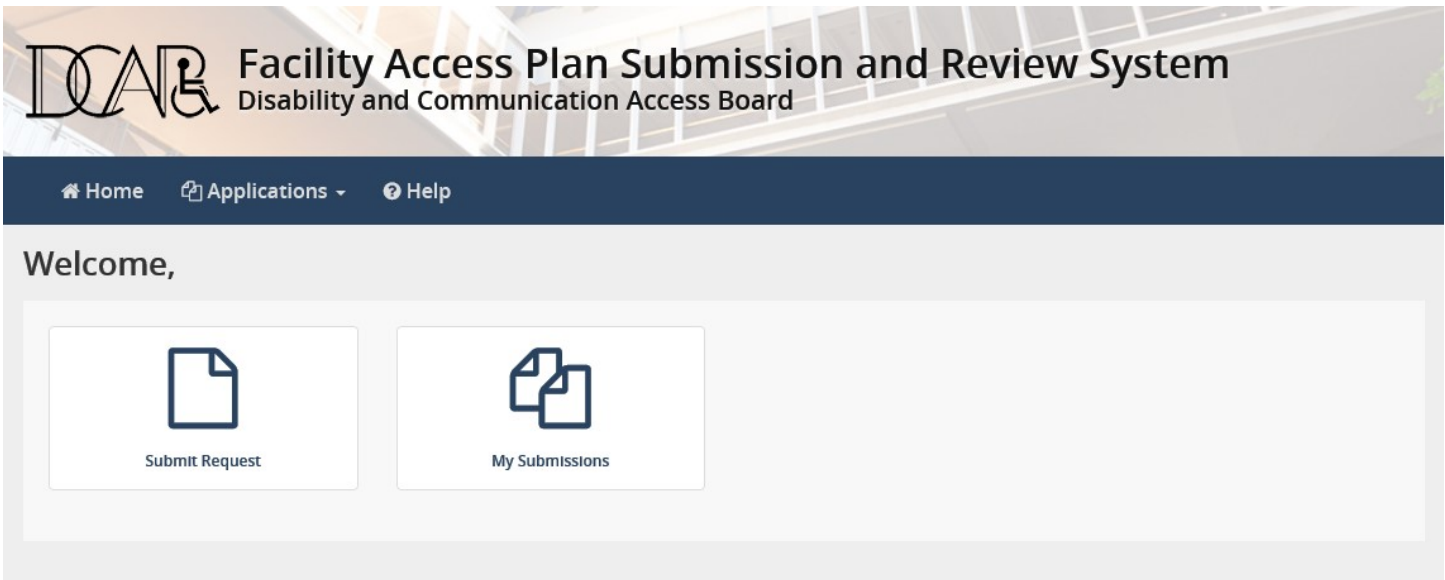 DCAB
Facility Access Plan Submission and Review System
Disability and Communication Access Board
Home Applications Help
Welcome,
Submit Request My Submissions